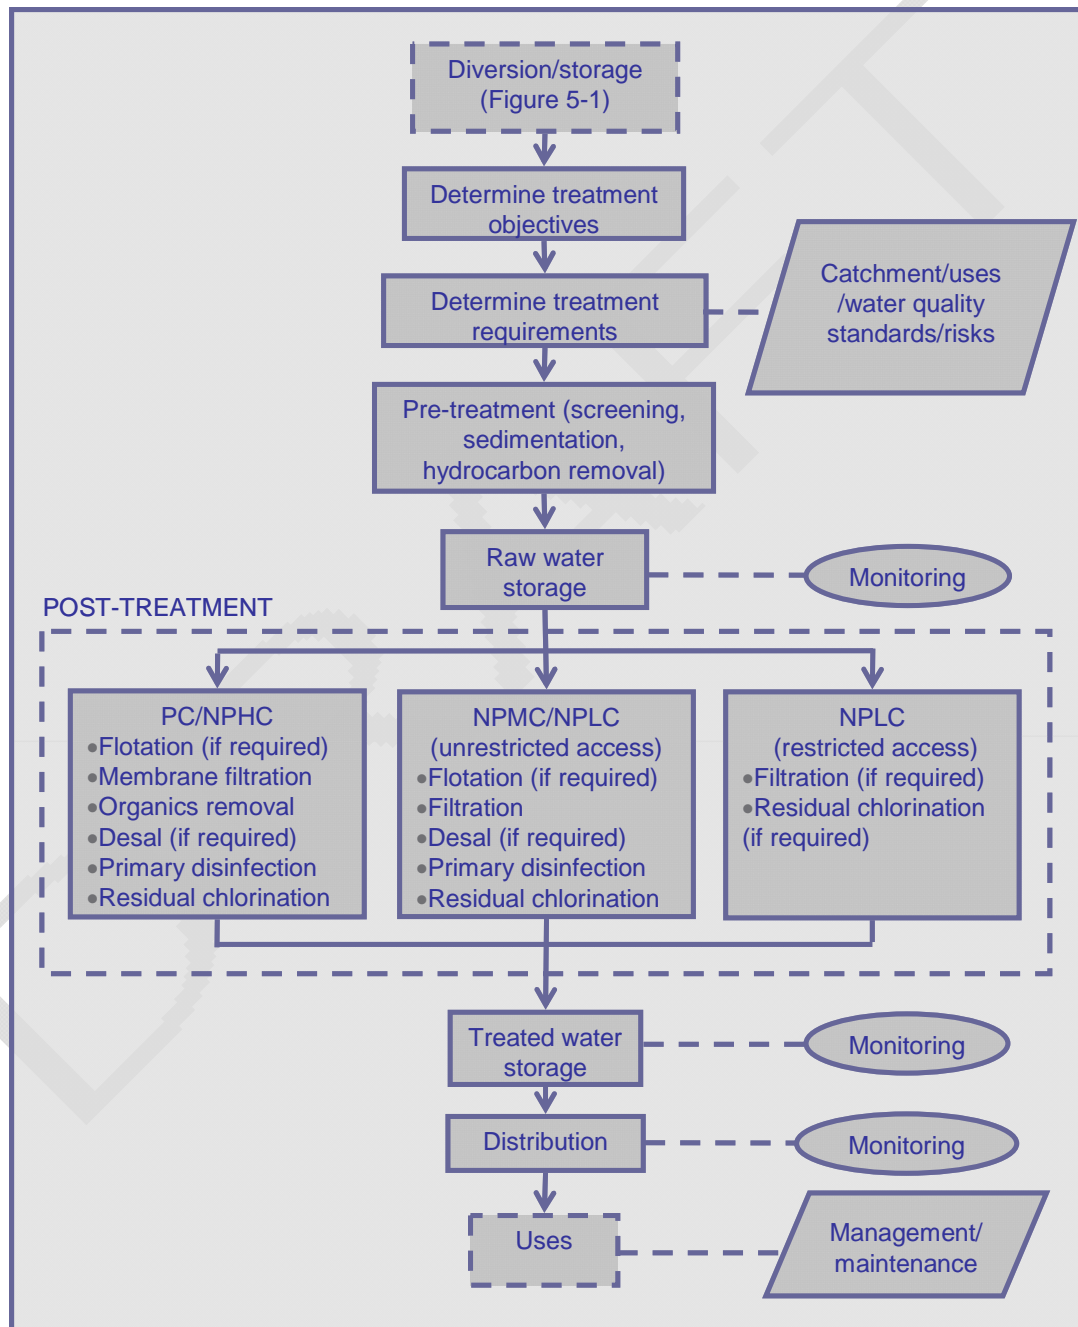 Diversion/storage
(Figure 5-1)
Determine treatment
objectives
Determine treatment
requirements
Catchment/uses
/water quality
standards/risks
Pre-treatment (screening,
sedimentation,
hydrocarbon removal)
Raw water
storage
Monitoring
POST-TREATMENT
PC/NPHC
•Flotation (if required)
•Membrane filtration
•Organics removal
•Desal (if required)
•Primary disinfection
•Residual chlorination
NPMC/NPLC
(unrestricted access)
•Flotation (if required)
•Filtration
•Desal (if required)
•Primary disinfection
•Residual chlorination
NPLC
(restricted access)
•Filtration (if required)
•Residual chlorination
(if required)
Treated water
storage
Monitoring
Distribution
Monitoring
Uses
Management/
maintenance